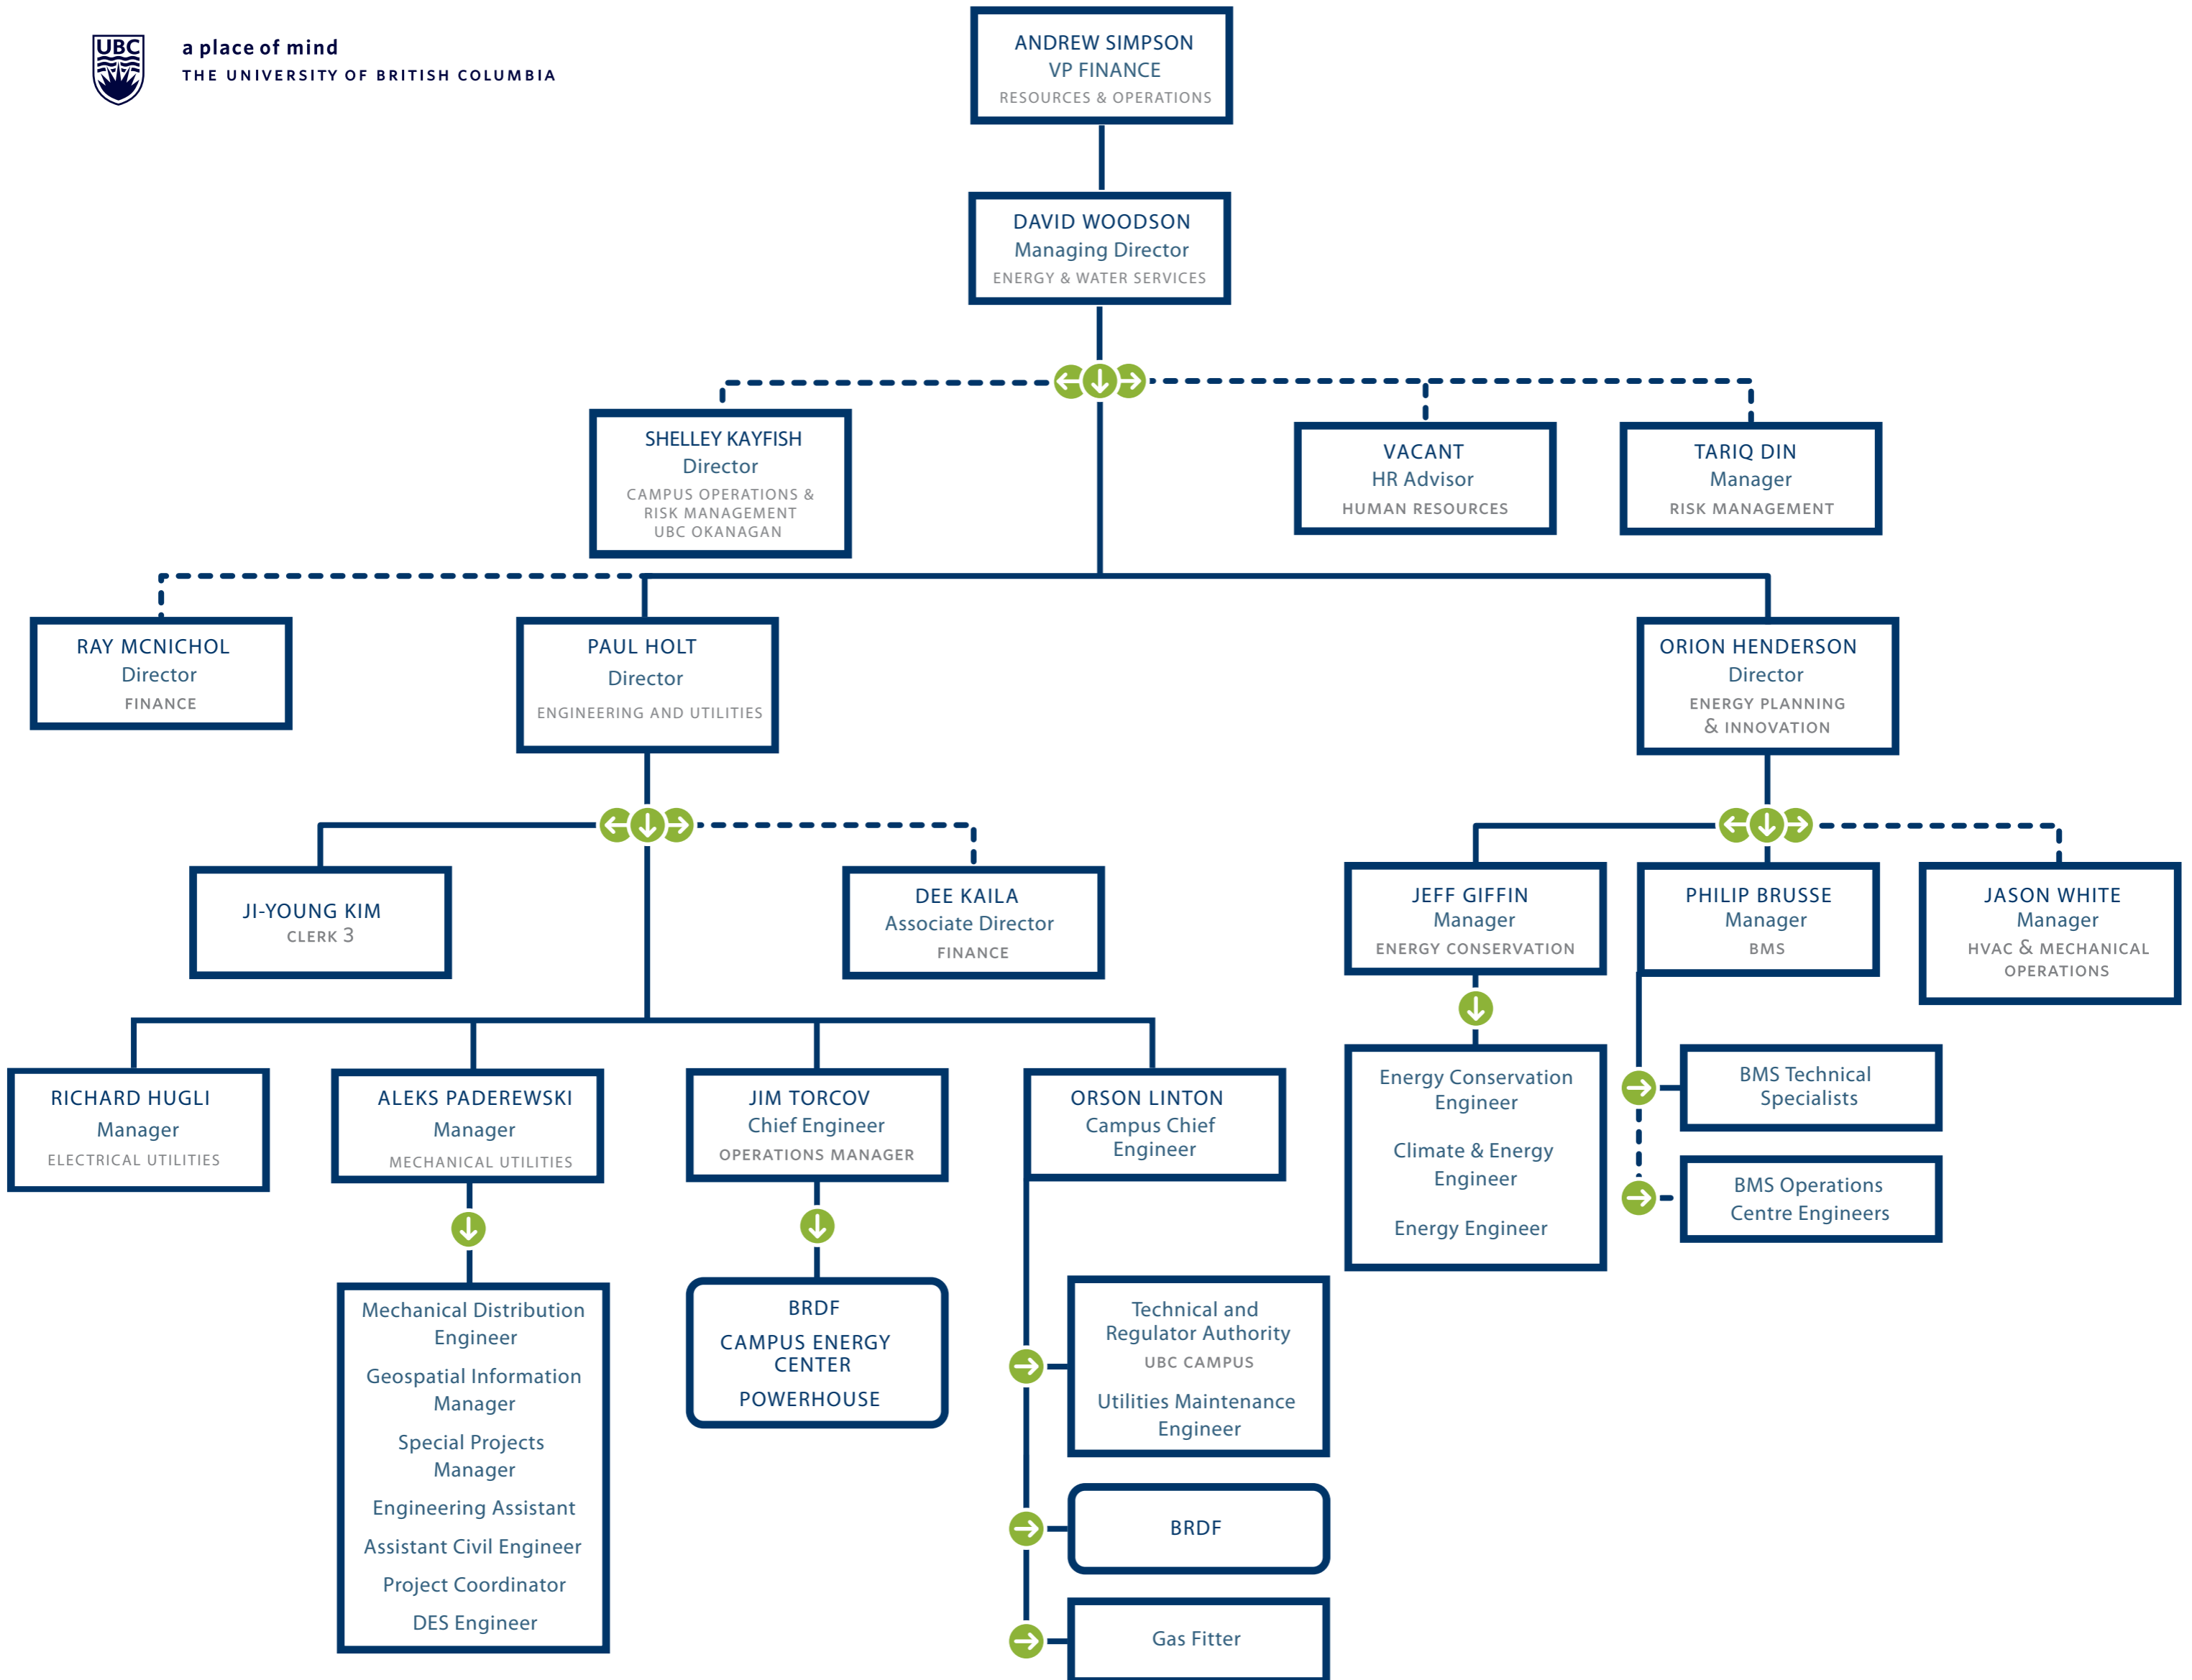 UBC
a place of mind
THE UNIVERSITY OF BRITISH COLUMBIA
ANDREW SIMPSON
VP FINANCE
RESOURCES & OPERATIONS
DAVID WOODSON
Managing Director
ENERGY & WATER SERVICES
SHELLEY KAYFISH
Director
CAMPUS OPERATIONS &
RISK MANAGEMENT
UBC OKANAGAN
VACANT
HR Advisor
HUMAN RESOURCES
TARIQ DIN
Manager
RISK MANAGEMENT
RAY MCNICHOL
Director
FINANCE
PAUL HOLT
Director
ENGINEERING AND UTILITIES
ORION HENDERSON
Director
ENERGY PLANNING
& INNOVATION
JI-YOUNG KIM
CLERK 3
DEE KAILA
Associate Director
FINANCE
JEFF GIFFIN
Manager
ENERGY CONSERVATION
PHILIP BRUSSE
Manager
BMS
JASON WHITE
Manager
HVAC & MECHANICAL
OPERATIONS
RICHARD HUGLI
Manager
ELECTRICAL UTILITIES
ALEKS PADEREWSKI
Manager
MECHANICAL UTILITIES
JIM TORCOV
Chief Engineer
OPERATIONS MANAGER
ORSON LINTON
Campus Chief
Engineer
Energy Conservation
Engineer
Climate & Energy
Engineer
Energy Engineer
BMS Technical
Specialists
BMS Operations
Centre Engineers
Mechanical Distribution
Engineer
Geospatial Information
Manager
Special Projects
Manager
Engineering Assistant
Assistant Civil Engineer
Project Coordinator
DES Engineer
BRDF
CAMPUS ENERGY
CENTER
POWERHOUSE
Technical and
Regulator Authority
UBC CAMPUS
Utilities Maintenance
Engineer
BRDF
Gas Fitter